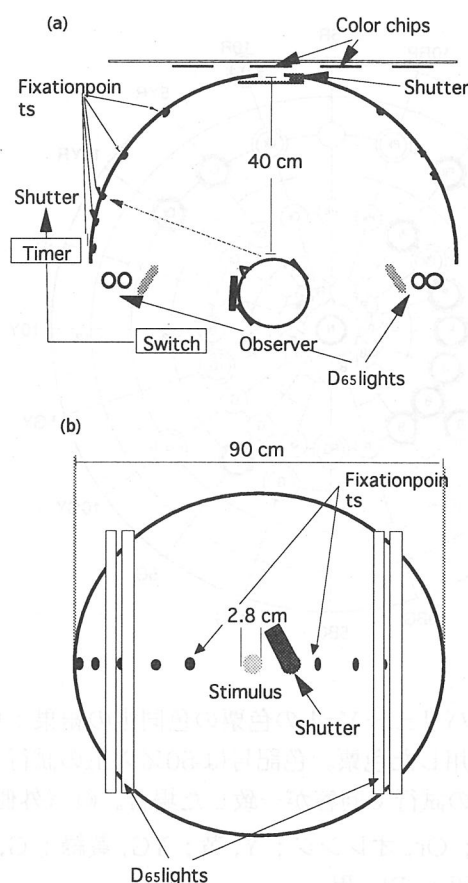 (a)
Color chips
Shutter
Fixationpoin
ts
40 cm
Shutter
Timer
Switch
Observer
D65lights
(b)
90 cm
Fixationpoin
ts
2.8 cm
Stimulus
Shutter
D65lights